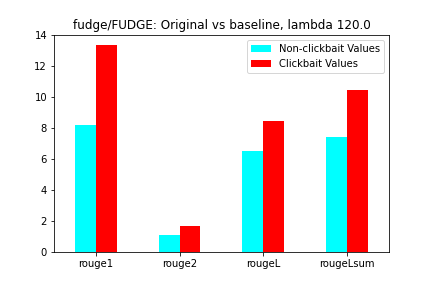 fudge/FUDGE: Original vs baseline, lambda 120.0
Non-clickbait Values
Clickbait Values
14
12
10
8
6
4
2
0
rouge1 rouge2 rougeL rougeLsum